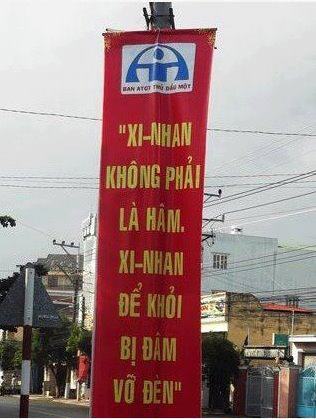 BAN ATGT THỦ DẦU MỘT
"XI-NHAN
KHÔNG PHẢI
LÀ HÂM.
XI-NHAN
ĐỂ KHỎI
BỊ ĐÂM
VỠ ĐÈN"